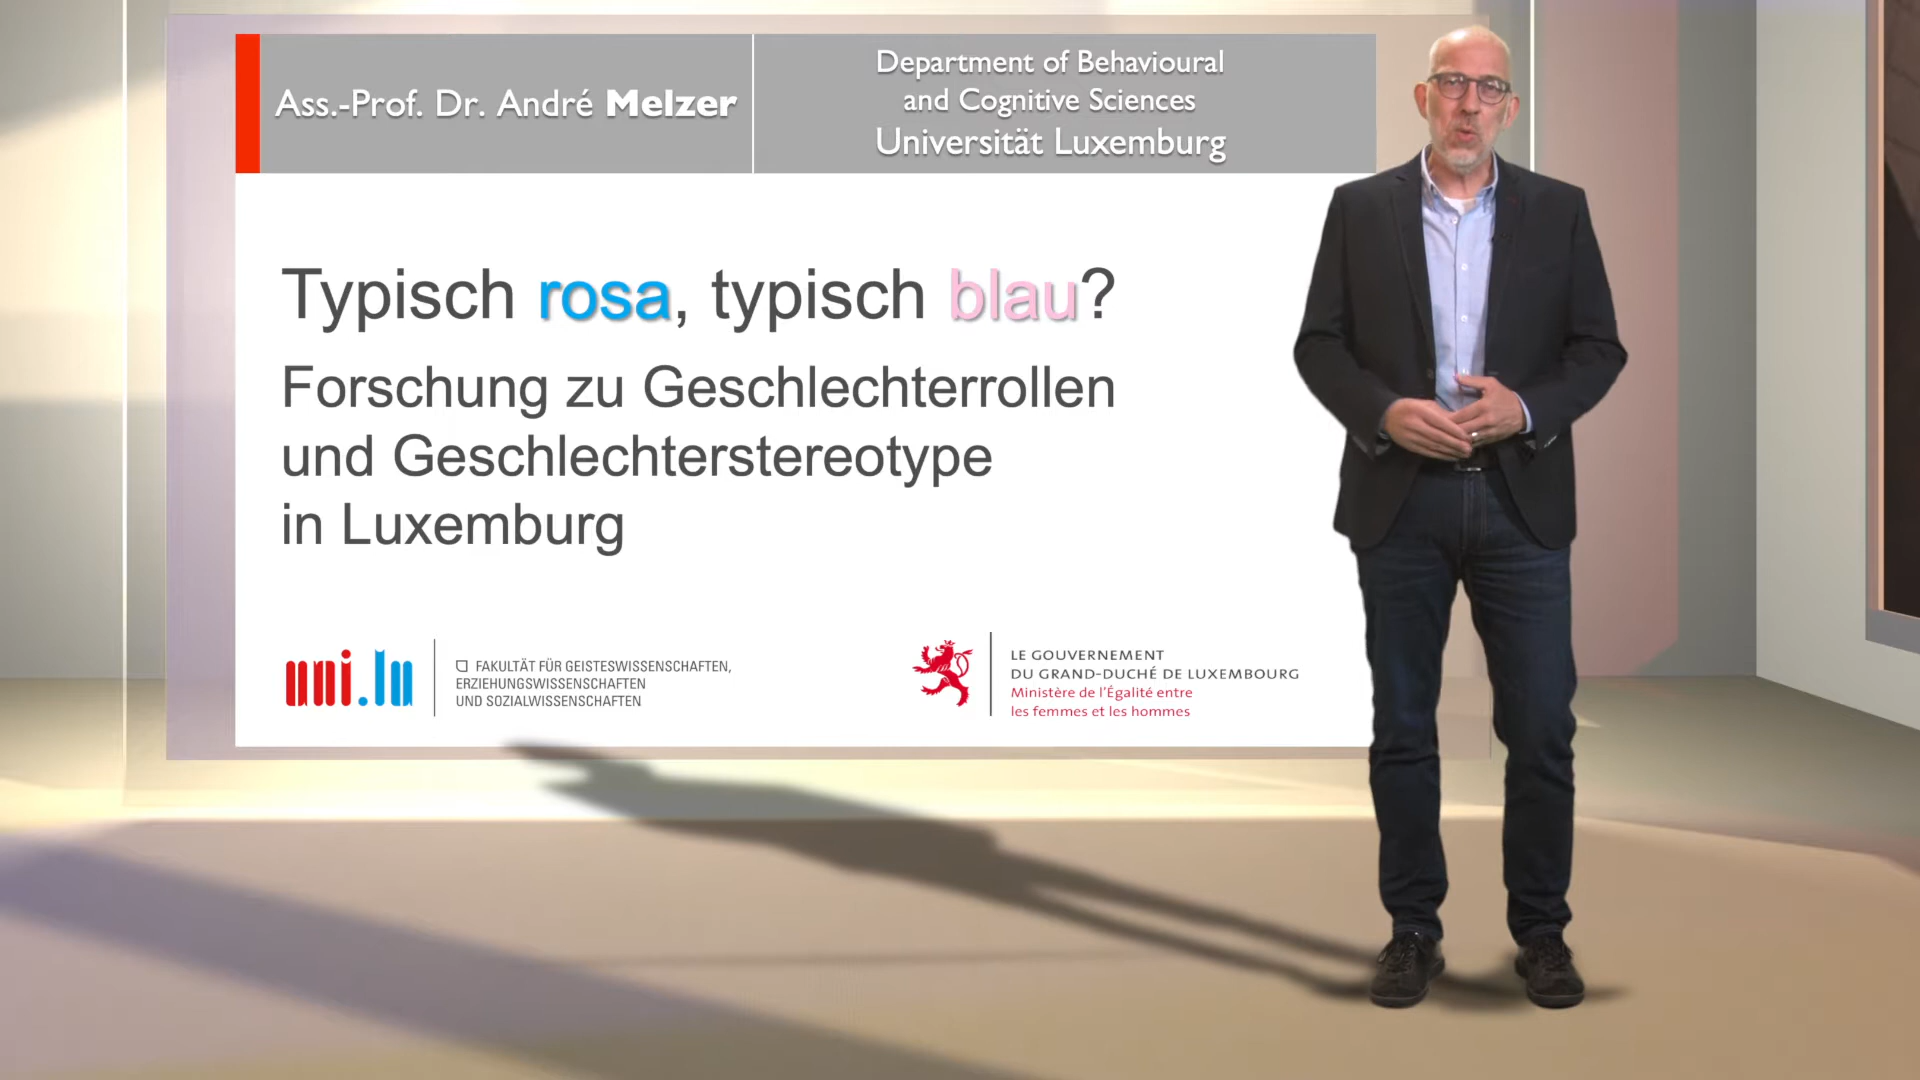 Ass.-Prof. Dr. André Melzer
Department of Behavioural
and Cognitive Sciences
Universität Luxemburg
Typisch rosa, typisch blau?
Forschung zu Geschlechterrollen
und Geschlechterstereotype
in Luxemburg
uni.lu
FAKULTÄT FÜR GEISTESWISSENSCHAFTEN,
ERZIEHUNGSWISSENSCHAFTEN
UND SOZIALWISSENSCHAFTEN
LE GOUVERNEMENT
DU GRAND-DUCHÉ DE LUXEMBOURG
Ministère de l'Égalité entre
les femmes et les hommes